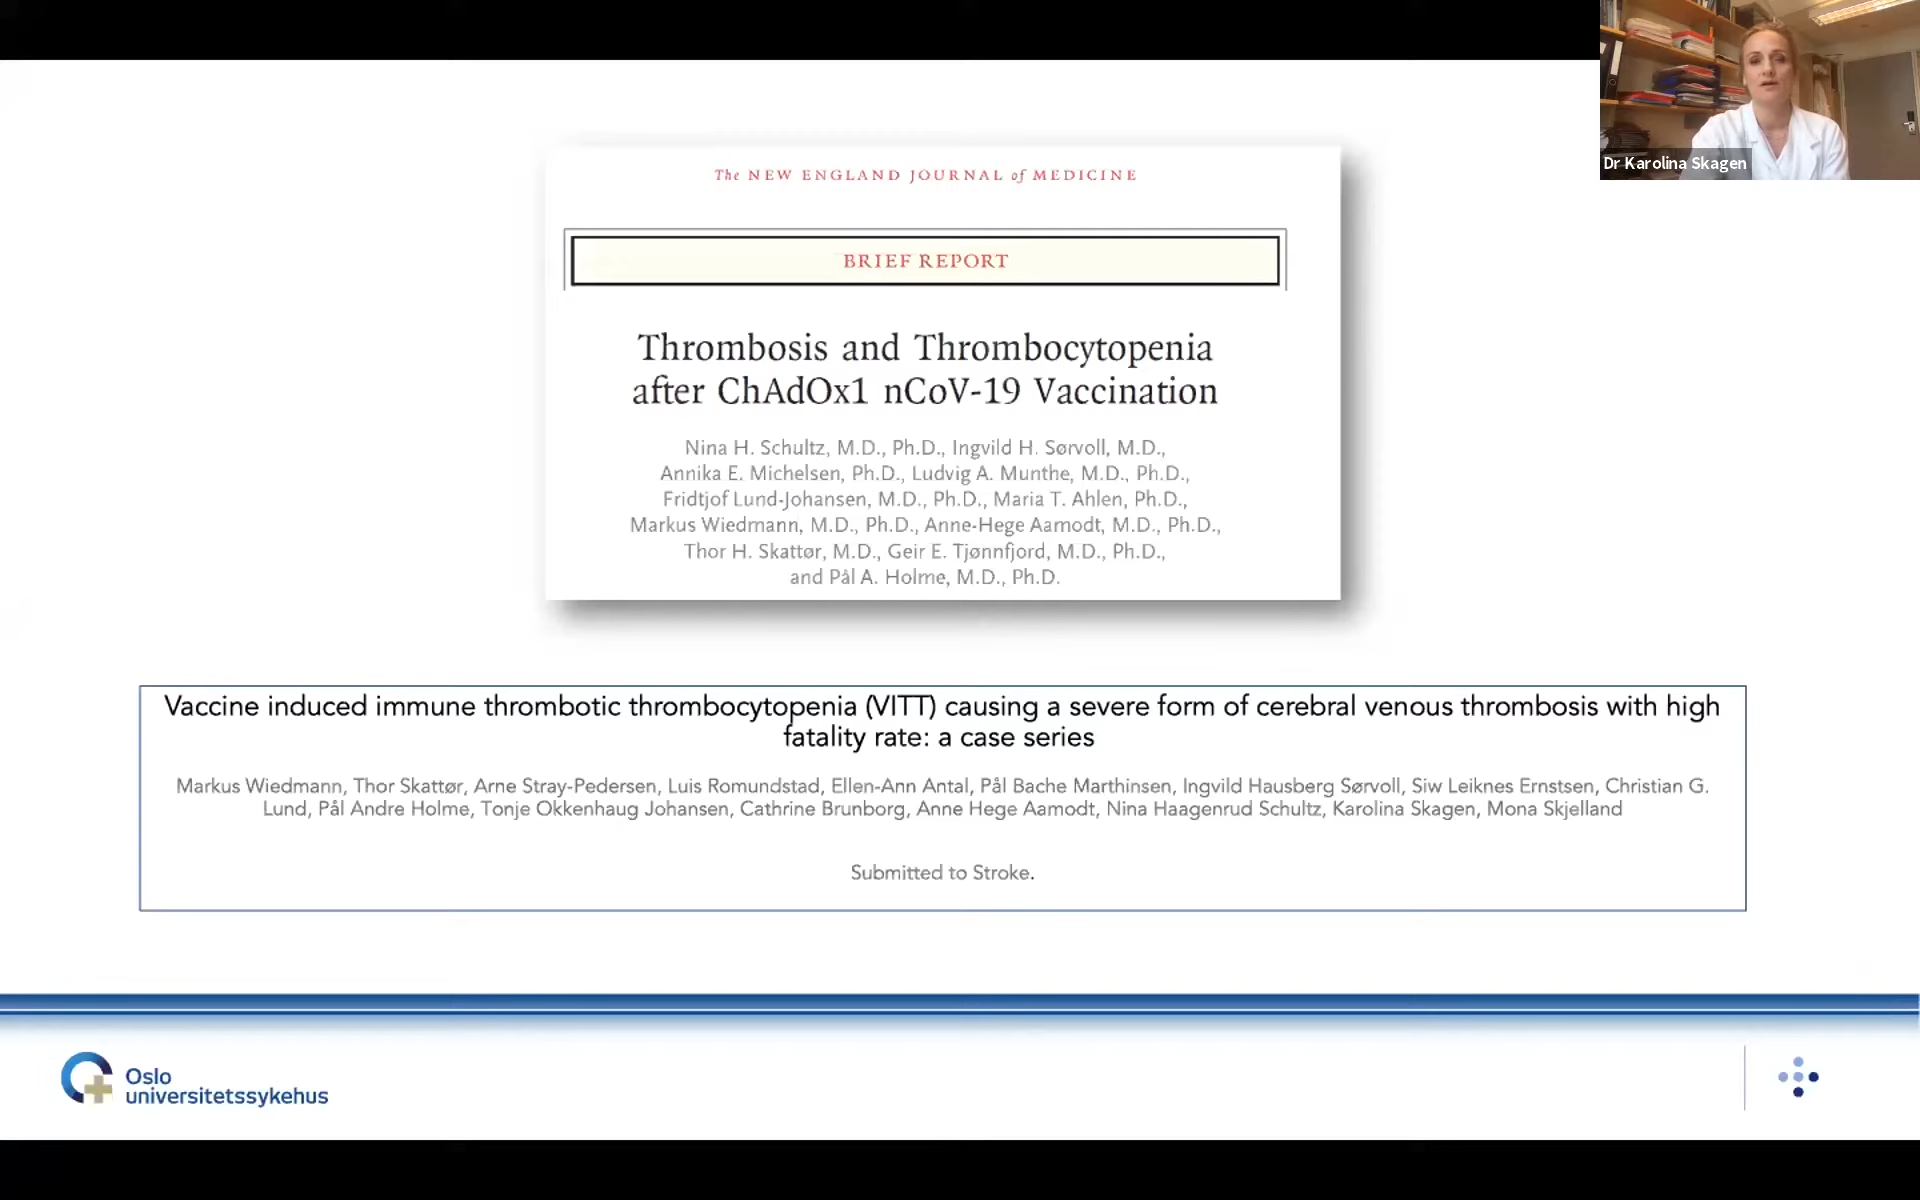 Dr Karolina Skagen
The NEW ENGLAND JOURNAL of MEDICINE
BRIEF REPORT
Thrombosis and Thrombocytopenia
after ChAdOx1 nCoV-19 Vaccination
Nina H. Schultz, M.D., Ph.D., Ingvild H. Sørvoll, M.D.,
Annika E. Michelsen, Ph.D., Ludvig A. Munthe, M.D., Ph.D.,
Fridtjof Lund-Johansen, M.D., Ph.D., Maria T. Ahlen, Ph.D.,
Markus Wiedmann, M.D., Ph.D., Anne-Hege Aamodt, M.D., Ph.D.,
Thor H. Skattør, M.D., Geir E. Tjønnfjord, M.D., Ph.D.,
and Pål A. Holme, M.D., Ph.D.
Vaccine induced immune thrombotic thrombocytopenia (VITT) causing a severe form of cerebral venous thrombosis with high
fatality rate: a case series
Markus Wiedmann, Thor Skattør, Arne Stray-Pedersen, Luis Romundstad, Ellen-Ann Antal, Pål Bache Marthinsen, Ingvild Hausberg Sørvoll, Siw Leiknes Ernstsen, Christian G.
Lund, Pål Andre Holme, Tonje Okkenhaug Johansen, Cathrine Brunborg, Anne Hege Aamodt, Nina Haagenrud Schultz, Karolina Skagen, Mona Skjelland
Submitted to Stroke.
Oslo
universitetssykehus